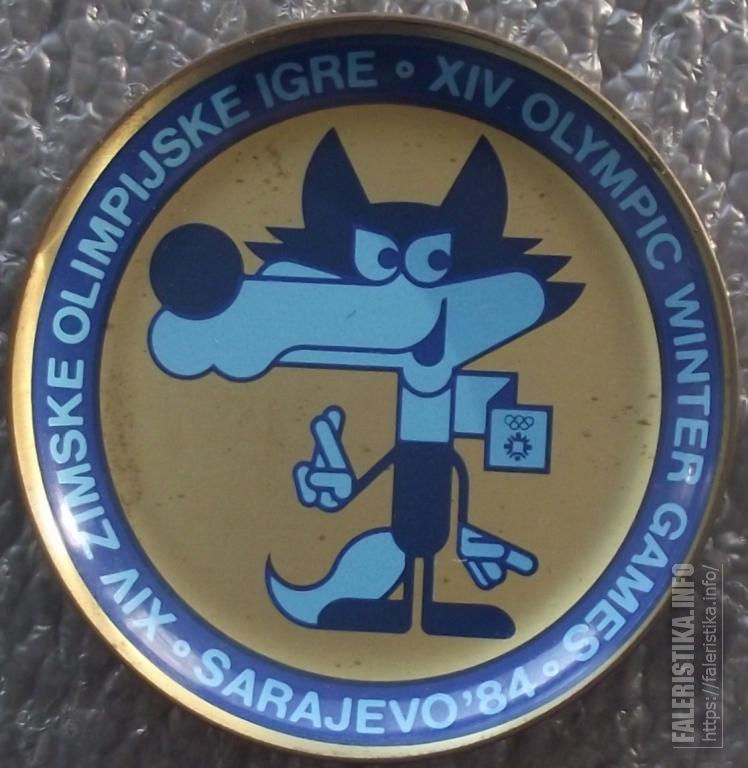 XIV ZIMSKE OLIMPIJSKE IGRE • XIV OLYMPIC WINTER GAMES •
SARAJEVO '84 •
FALERISTIKA.INFO
https://faleristika.info/